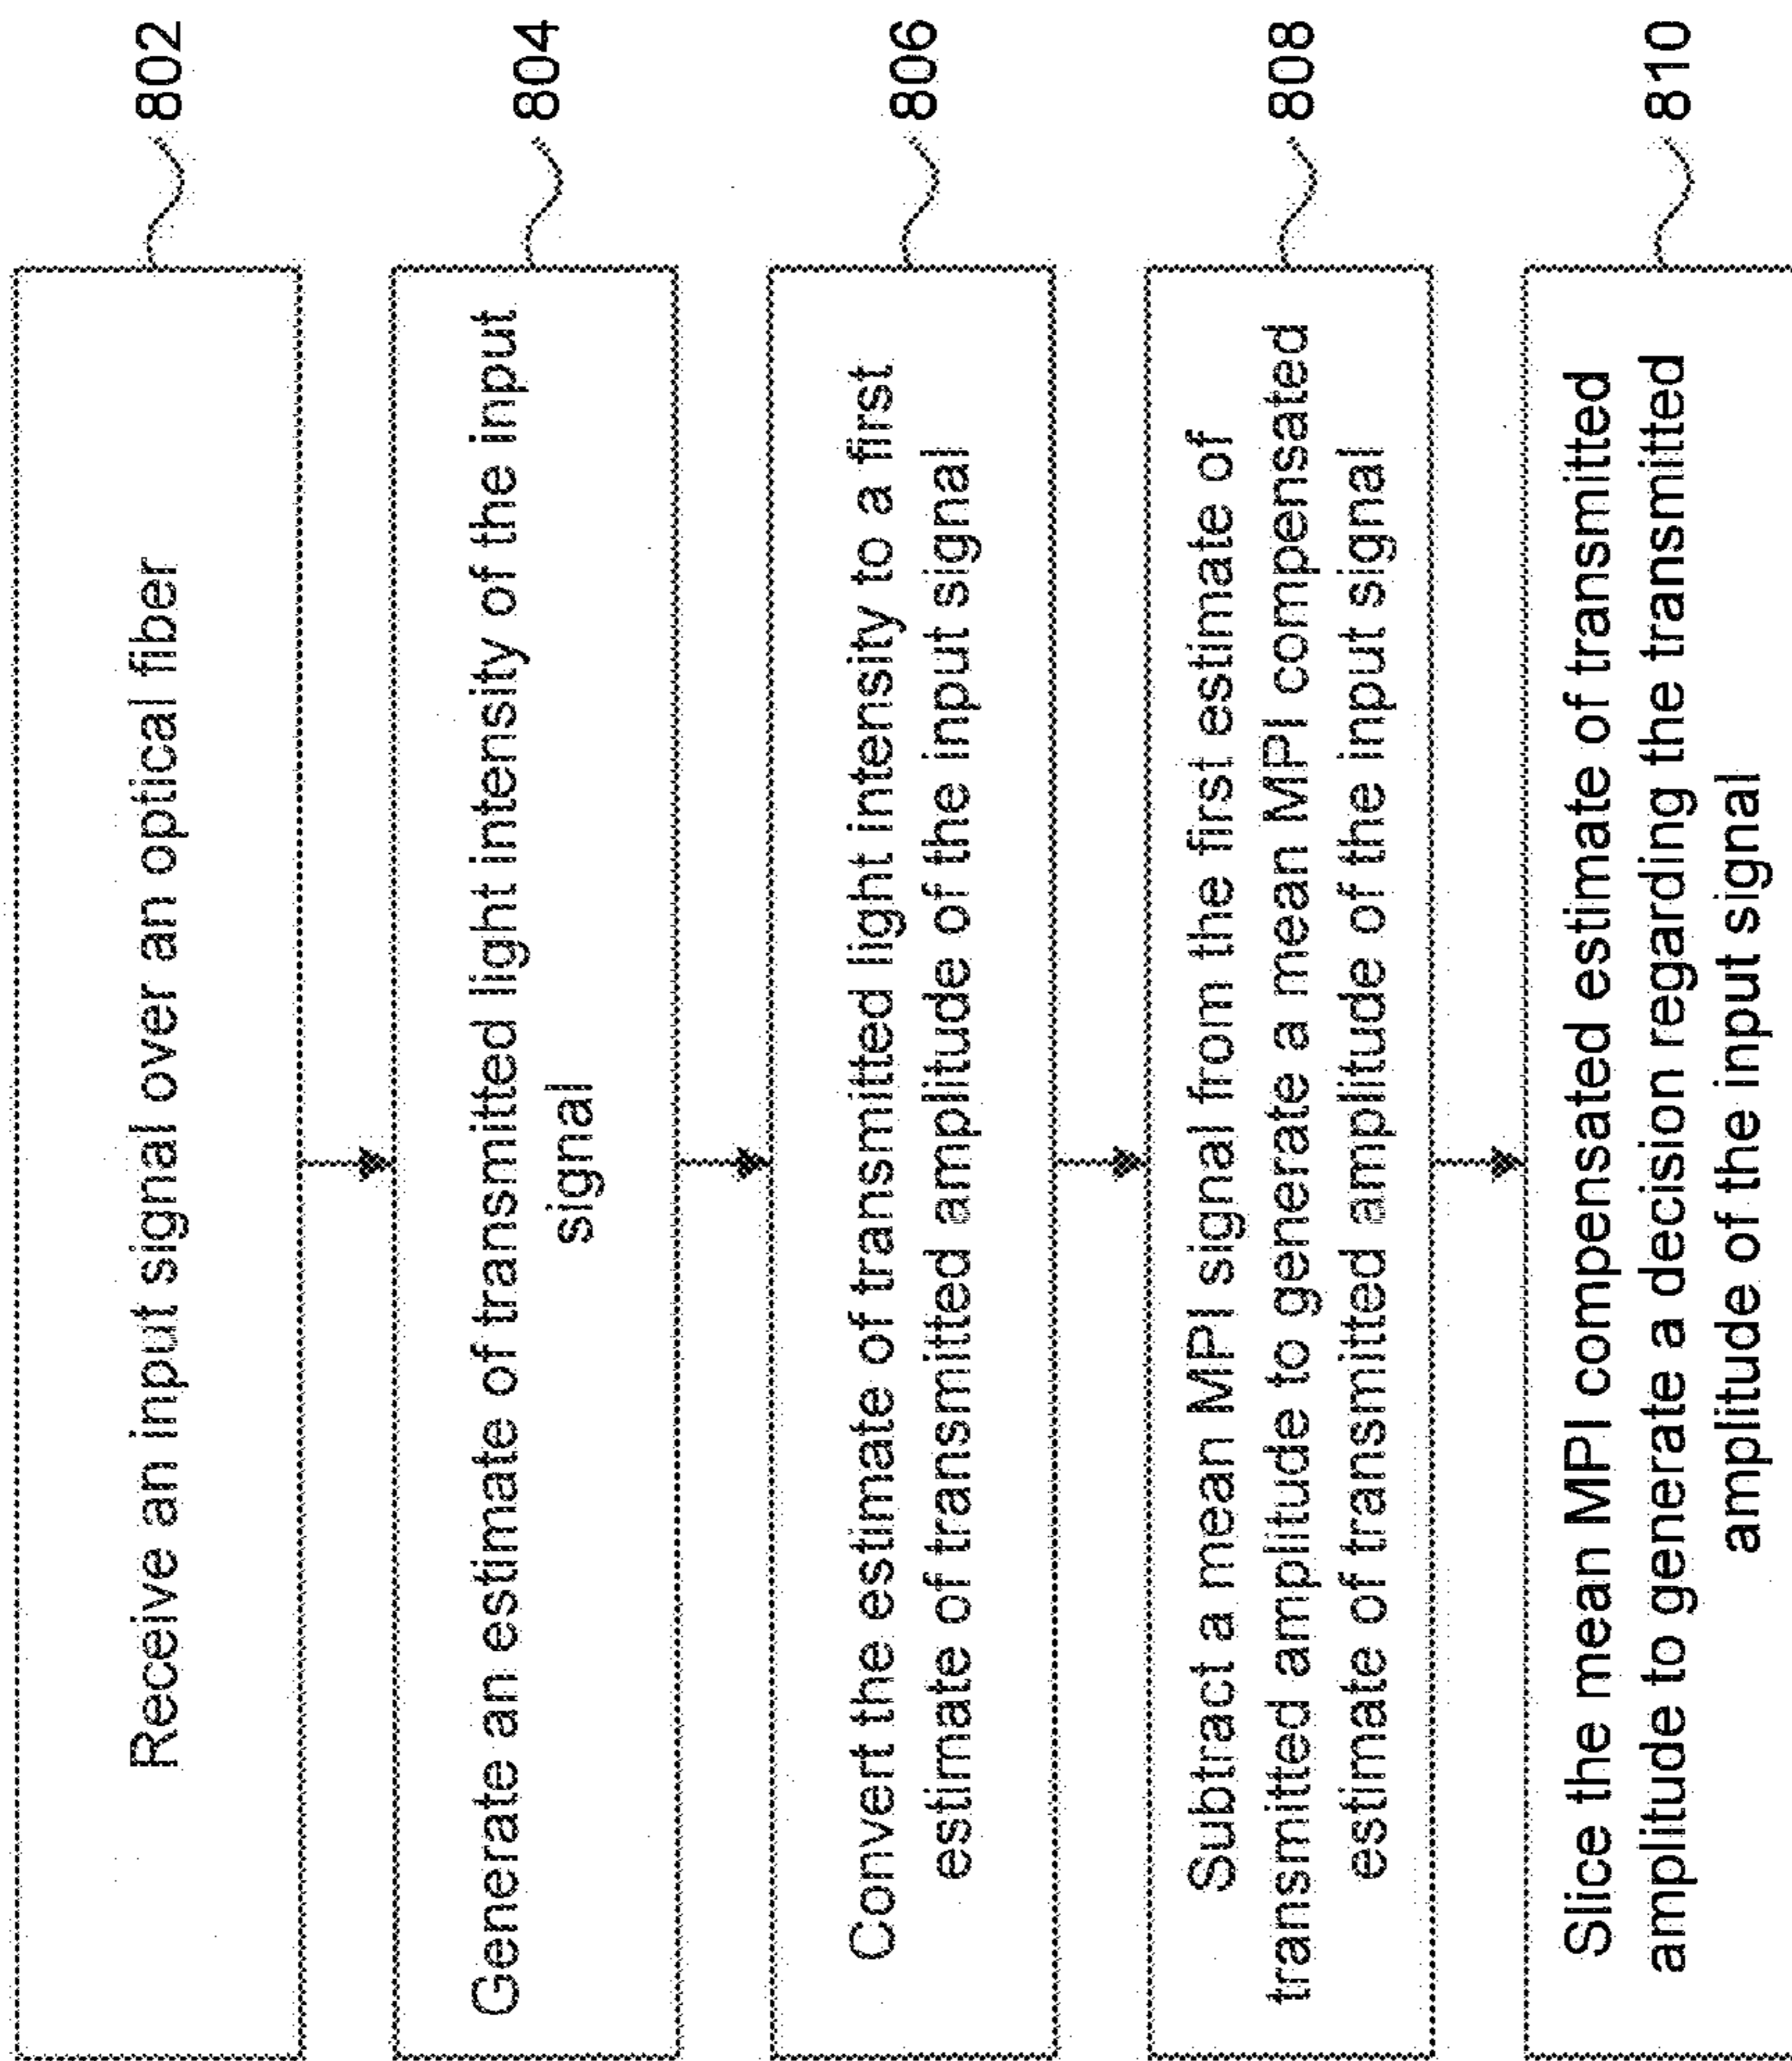 Receive an input signal over an optical fiber
802
Generate an estimate of transmitted light intensity of the input
signal
804
Convert the estimate of transmitted light intensity to a first
estimate of transmitted amplitude of the input signal
806
Subtract a mean MPI signal from the first estimate of
transmitted amplitude to generate a mean MPI compensated
estimate of transmitted amplitude of the input signal
808
Slice the mean MPI compensated estimate of transmitted
amplitude to generate a decision regarding the transmitted
amplitude of the input signal
810